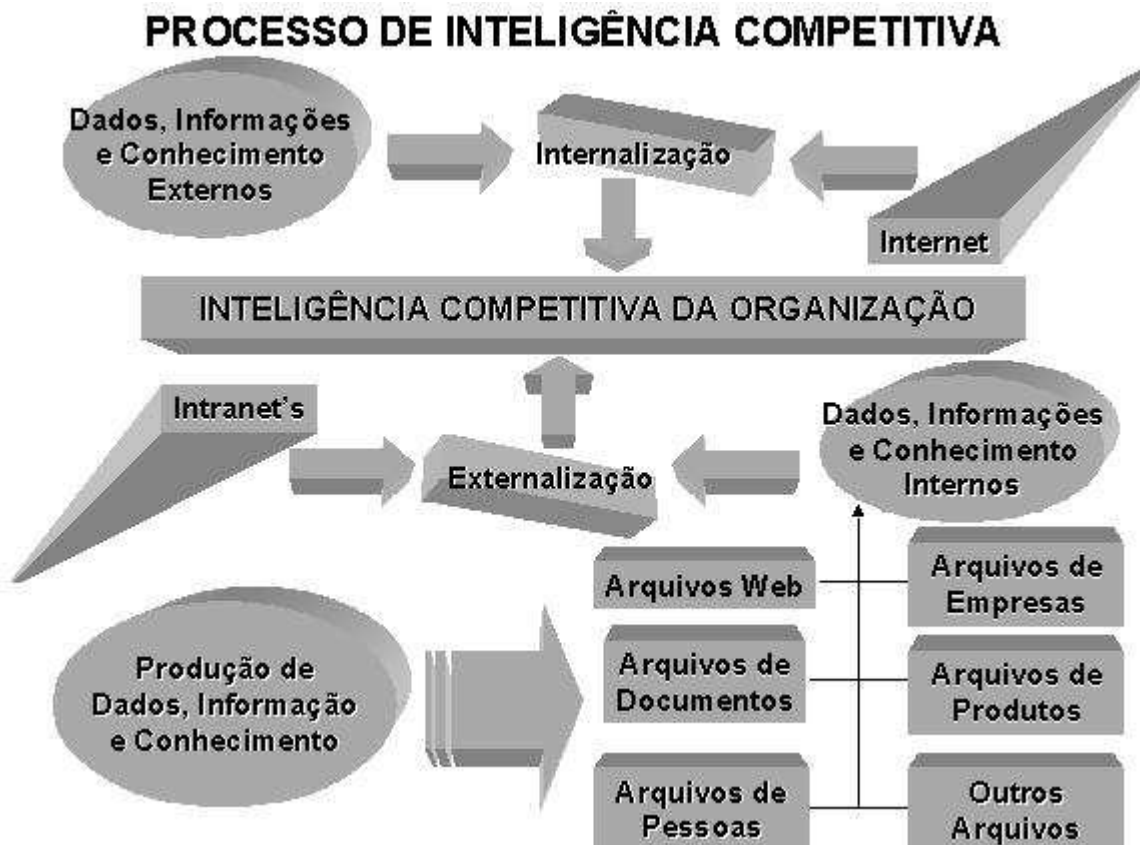 PROCESSO DE INTELIGÊNCIA COMPETITIVA
Dados, Informações
e Conhecimento
Externos
Internalização
Internet
INTELIGÊNCIA COMPETITIVA DA ORGANIZAÇÃO
Intranet's
Externalização
Dados, Informações
e Conhecimento
Internos
Arquivos Web
Arquivos de
Empresas
Produção de
Dados, Informação
e Conhecimento
Arquivos de
Documentos
Arquivos de
Produtos
Arquivos de
Pessoas
Outros
Arquivos